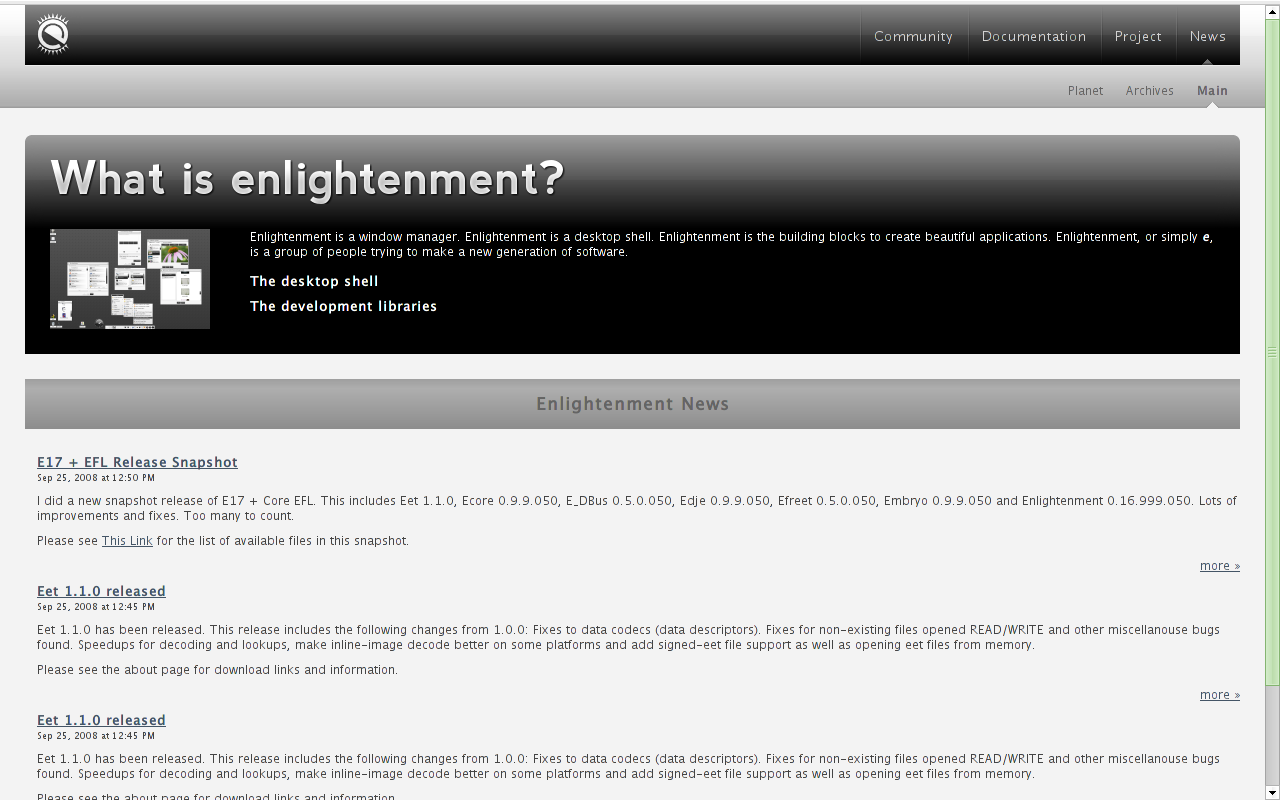 Community Documentation Project News
Planet Archives Main
What is enlightenment?
Enlightenment is a window manager. Enlightenment is a desktop shell. Enlightenment is the building blocks to create beautiful applications. Enlightenment, or simply e,
is a group of people trying to make a new generation of software.
The desktop shell
The development libraries
Enlightenment News
E17 + EFL Release Snapshot
Sep 25, 2008 at 12:50 PM
I did a new snapshot release of E17 + Core EFL. This includes Eet 1.1.0, Ecore 0.9.9.050, E_DBus 0.5.0.050, Edje 0.9.9.050, Efreet 0.5.0.050, Embryo 0.9.9.050 and Enlightenment 0.16.999.050. Lots of
improvements and fixes. Too many to count.
Please see This Link for the list of available files in this snapshot.
more »
Eet 1.1.0 released
Sep 25, 2008 at 12:45 PM
Eet 1.1.0 has been released. This release includes the following changes from 1.0.0: Fixes to data codecs (data descriptors). Fixes for non-existing files opened READ/WRITE and other miscellanouse bugs
found. Speedups for decoding and lookups, make inline-image decode better on some platforms and add signed-eet file support as well as opening eet files from memory.
Please see the about page for download links and information.
more »
Eet 1.1.0 released
Sep 25, 2008 at 12:45 PM
Eet 1.1.0 has been released. This release includes the following changes from 1.0.0: Fixes to data codecs (data descriptors). Fixes for non-existing files opened READ/WRITE and other miscellanouse bugs
found. Speedups for decoding and lookups, make inline-image decode better on some platforms and add signed-eet file support as well as opening eet files from memory.
Please see the about page for download links and information.